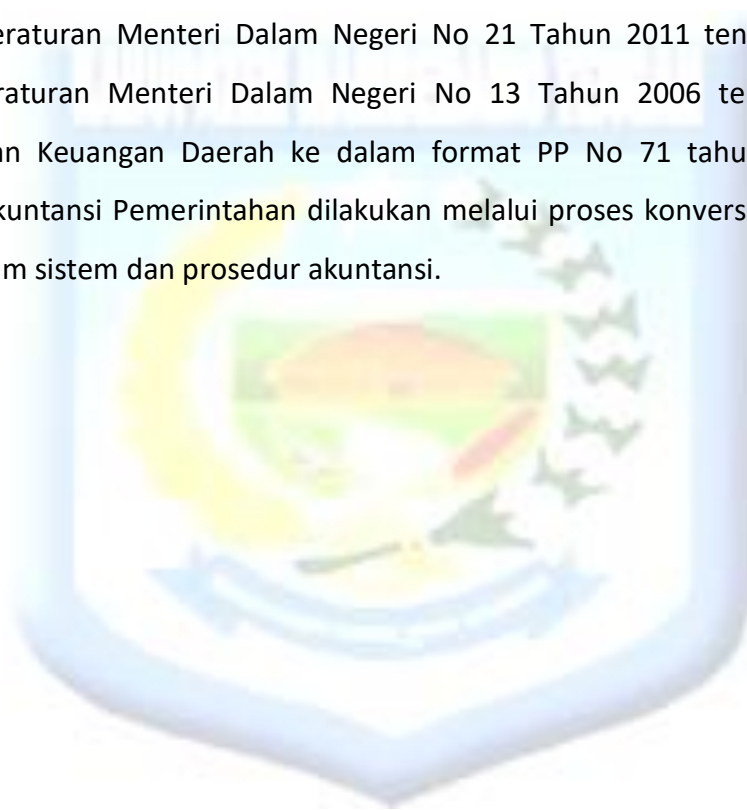 eraturan Menteri Dalam Negeri No 21 Tahun 2011 ten
raturan Menteri Dalam Negeri No 13 Tahun 2006 te
an Keuangan Daerah ke dalam format PP No 71 tahu
kuntansi Pemerintahan dilakukan melalui proses konvers
m sistem dan prosedur akuntansi.